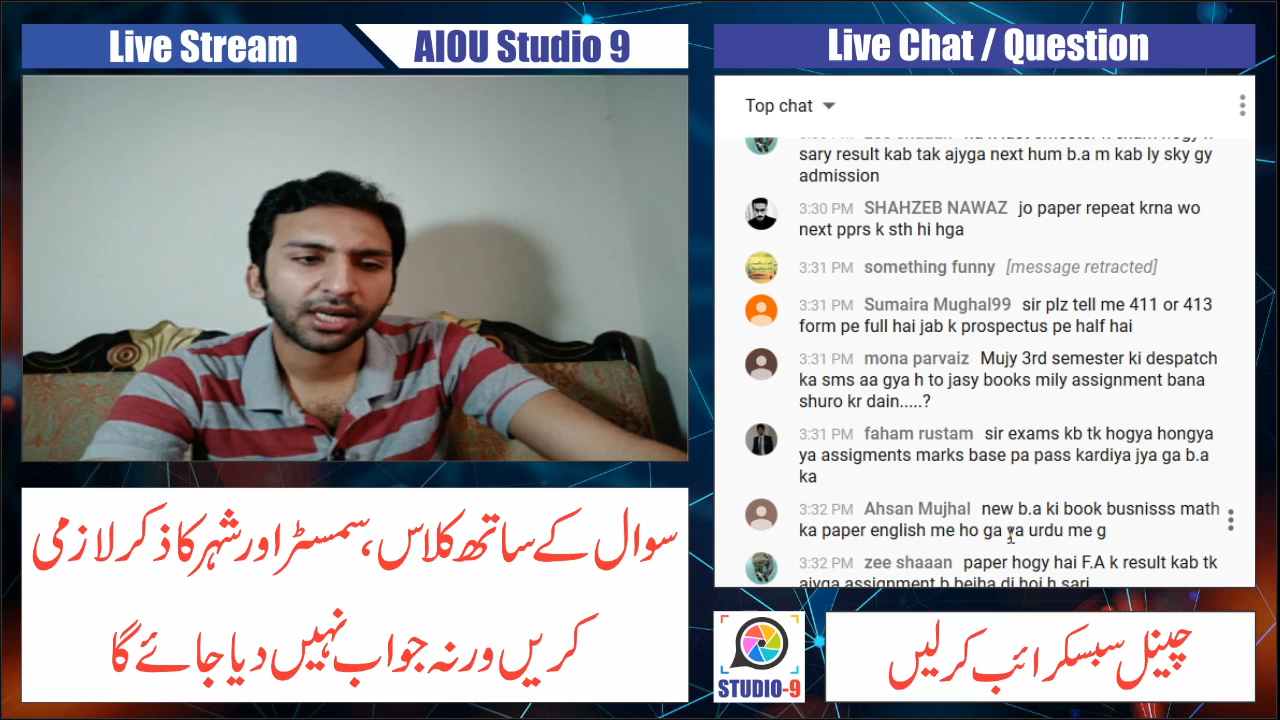 Live Stream
AIOU Studio 9
Live Chat / Question
Top chat
sary result kab tak ajyga next hum b.a m kab ly sky gy
admission
3:30 PM SHAHZEB NAWAZ jo paper repeat krna wo
next pprs k sth hi hga
3:31 PM something funny [message retracted]
3:31 PM Sumaira Mughal99 sir plz tell me 411 or 413
form pe full hai jab k prospectus pe half hai
3:31 PM mona parvaiz Mujy 3rd semester ki despatch
ka sms aa gya h to jasy books mily assignment bana
shuro kr dain.....?
3:31 PM faham rustam sir exams kb tk hogya hongya
ya assigments marks base pa pass kardiya jya ga b.a
ka
3:32 PM Ahsan Mujhal new b.a ki book busnisss math
ka paper english me ho ga ya urdu me g
3:32 PM zee shaaan paper hogy hai F.A k result kab tk
ajyga assignment b bejha di hoi h sari
سوال کے ساتھ کلاس، سمسٹر اور شہر کا ذکر لازمی
کریں ورنہ جواب نہیں دیا جائے گا
STUDIO-9
چینل سبسکرائب کر لیں